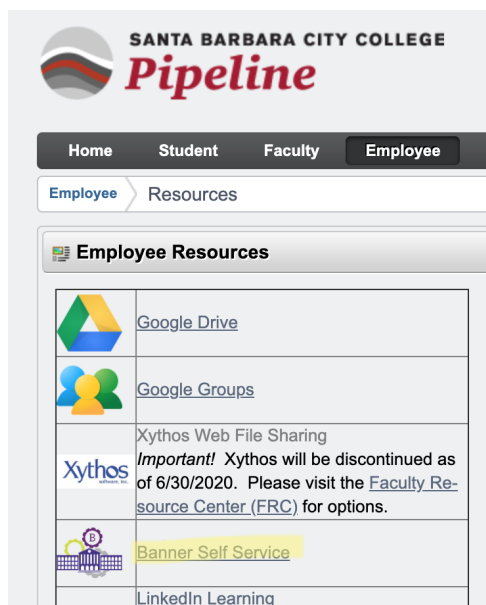 SANTA BARBARA CITY COLLEGE
Pipeline
Home Student Faculty Employee
Employee Resources
Employee Resources
Google Drive
Google Groups
Xythos Web File Sharing
Xythos
Important! Xythos will be discontinued as
of 6/30/2020. Please visit the Faculty Re-
source Center (FRC) for options.
B
Banner Self Service
LinkedIn Learning